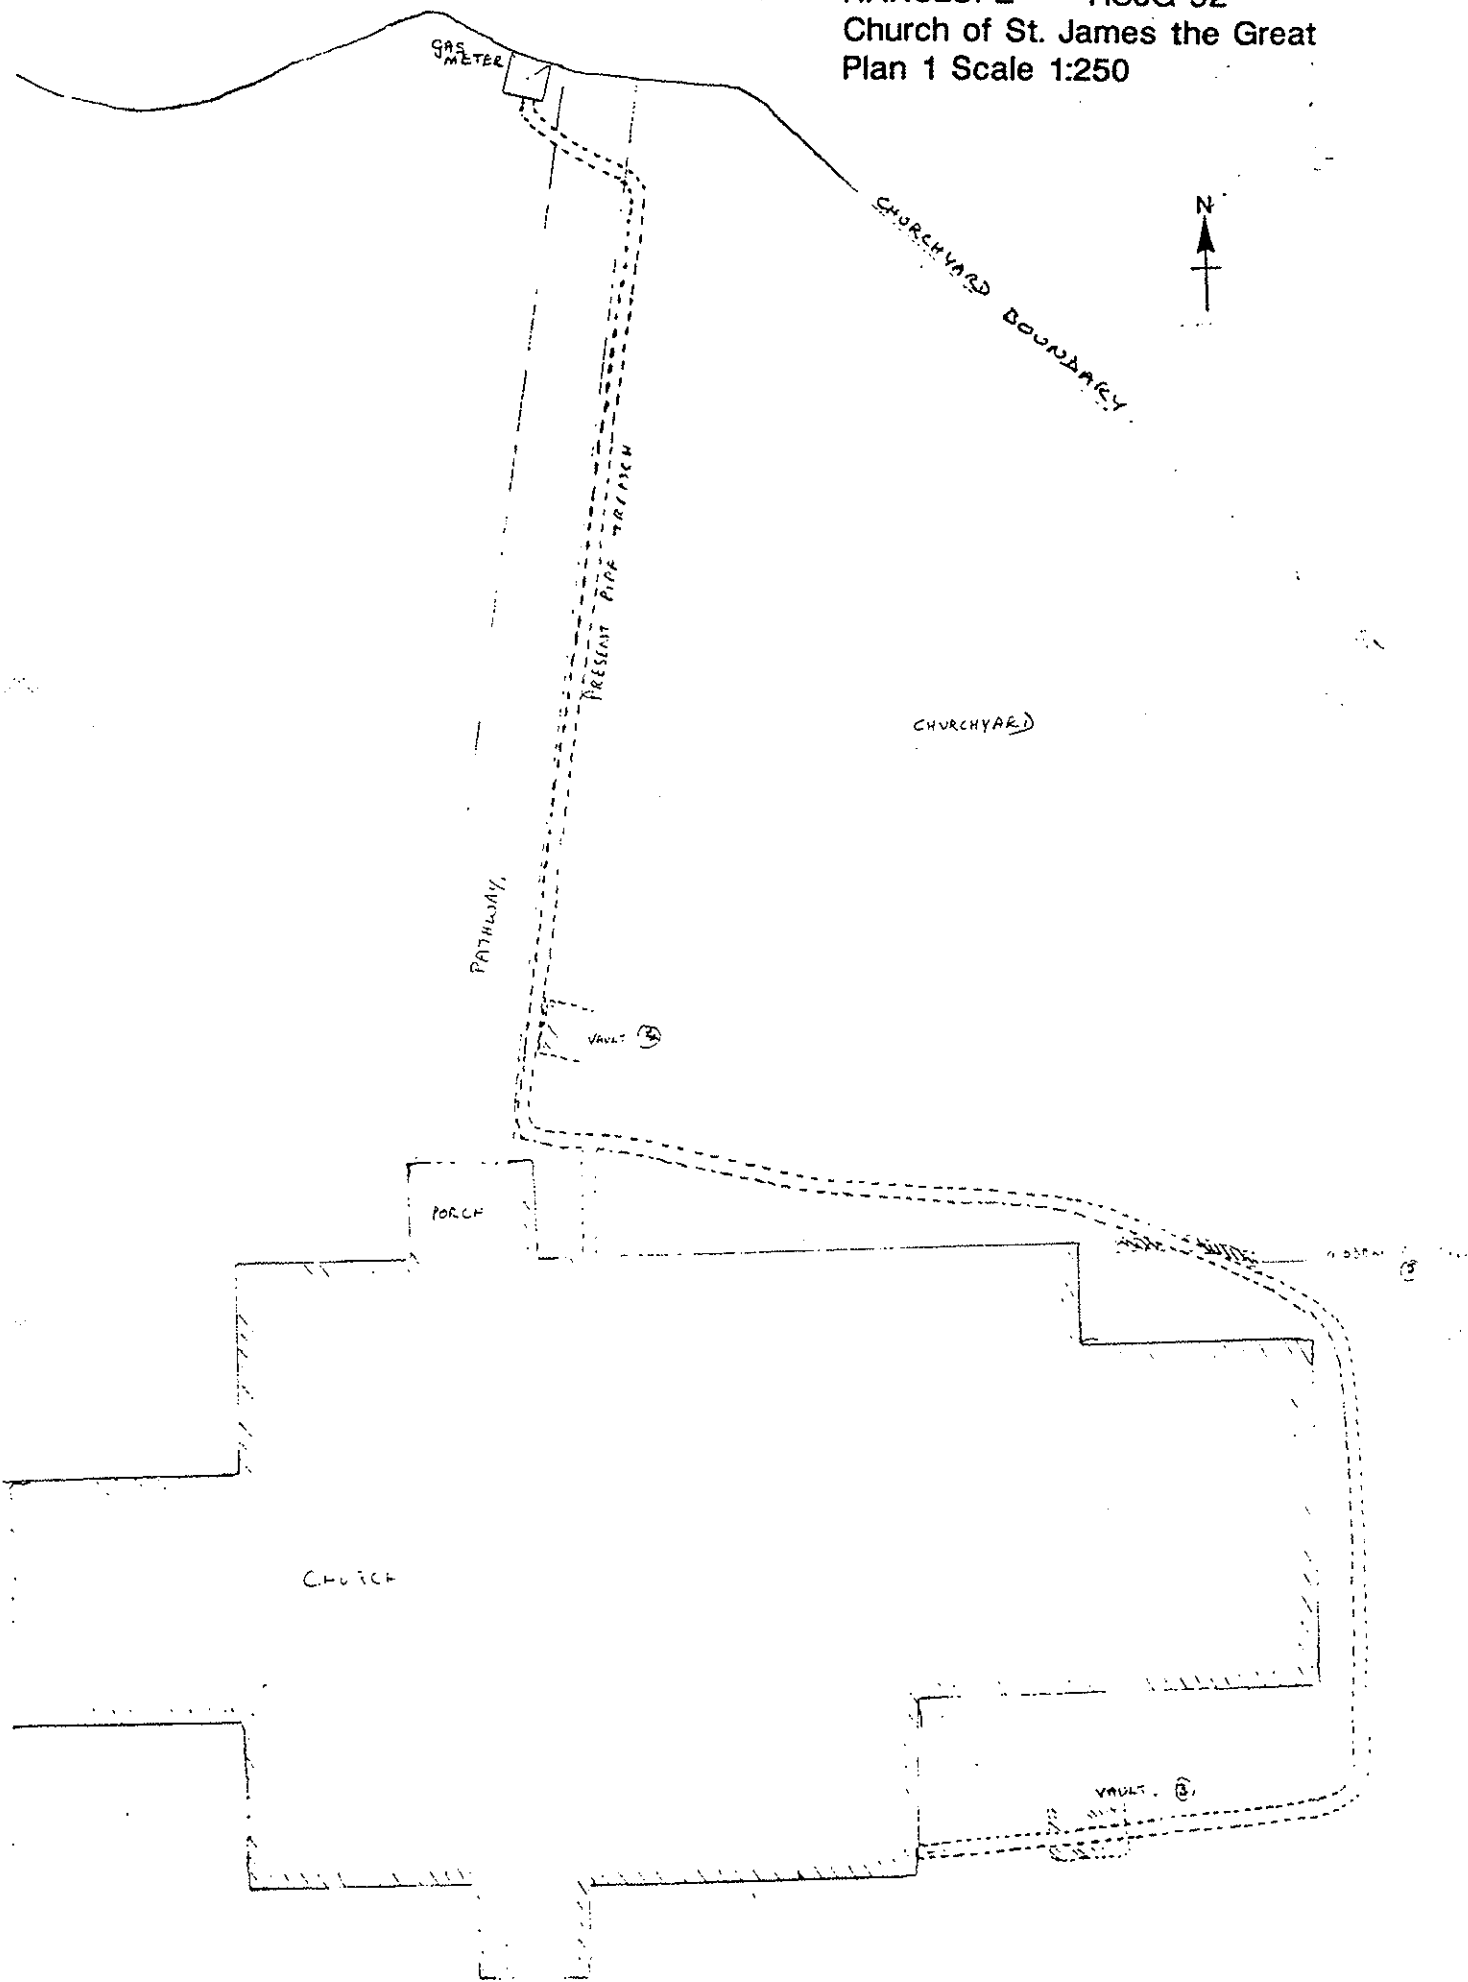 Church of St. James the Great
Plan 1 Scale 1:250
GAS
METER
N
CHURCHYARD BOUNDARY
PRESENT PIPE TRENCH
CHURCHYARD
PATHWAY.
VAULT
PORCH
CHURCH
VAULT. B